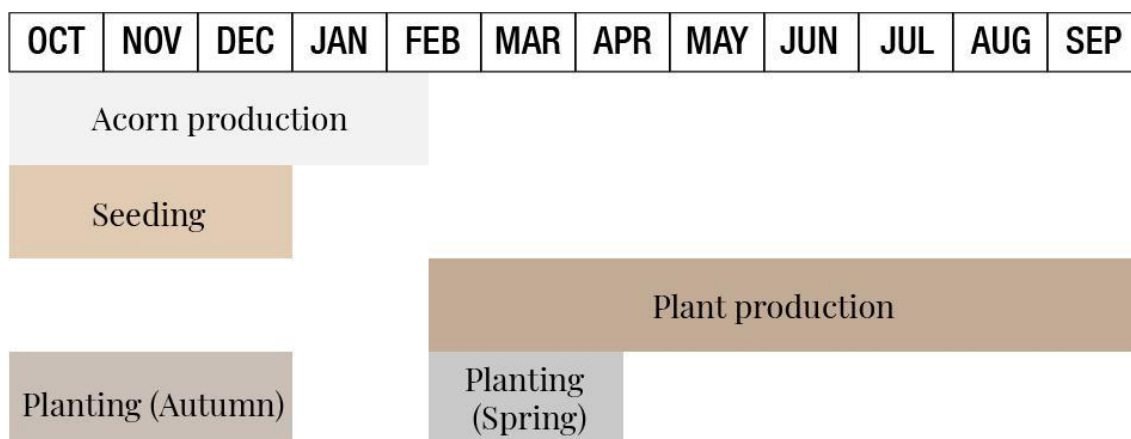 OCT NOV DEC JAN FEB MAR APR MAY JUN JUL AUG SEP
Acorn production
Seeding
Plant production
Planting (Autumn)
Planting
(Spring)